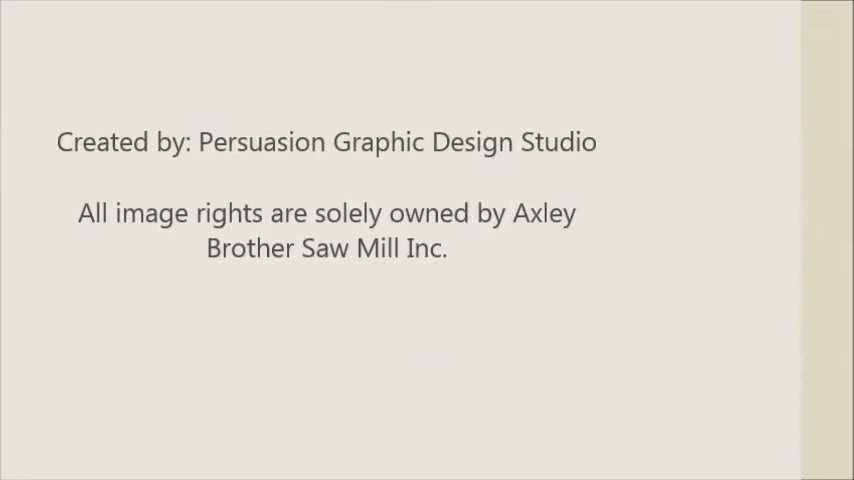 Created by: Persuasion Graphic Design Studio
All image rights are solely owned by Axley
Brother Saw Mill Inc.